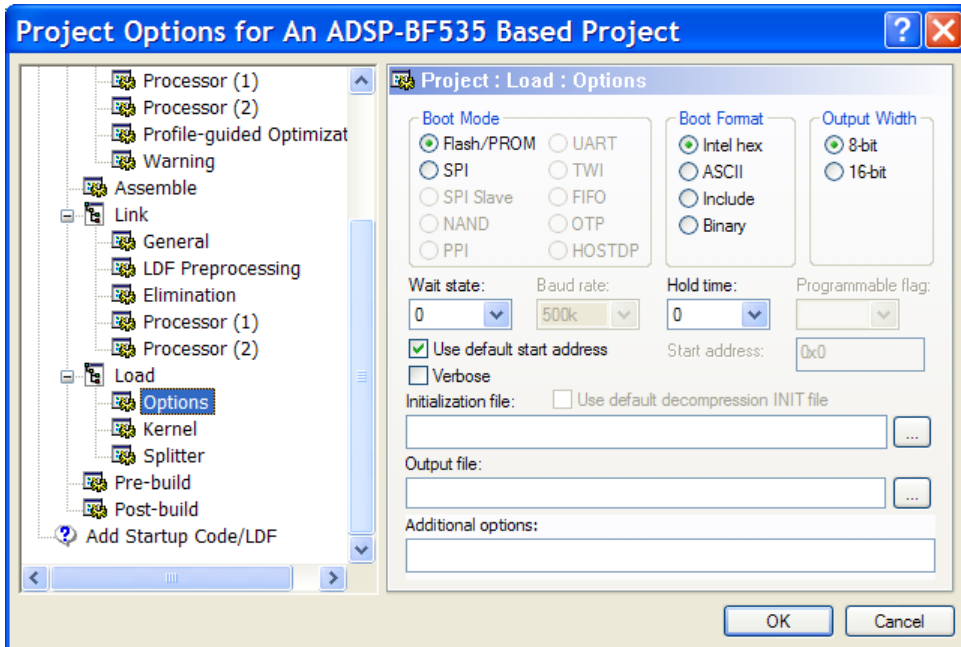 Project Options for An ADSP-BF535 Based Project
Processor (1)
Processor (2)
Profile-guided Optimizat
Warning
Assemble
Link
General
LDF Preprocessing
Elimination
Processor (1)
Processor (2)
Load
Options
Kernel
Splitter
Pre-build
Post-build
Add Startup Code/LDF
Project : Load : Options
Boot Mode
Flash/PROM
UART
SPI
TWI
SPI Slave
FIFO
NAND
OTP
PPI
HOSTDP
Boot Format
Intel hex
ASCII
Include
Binary
Output Width
8-bit
16-bit
Wait state:
0
Baud rate:
500k
Hold time:
0
Programmable flag:
Use default start address
Start address:
0x0
Verbose
Initialization file:
Use default decompression INIT file
...
Output file:
...
Additional options:
OK
Cancel